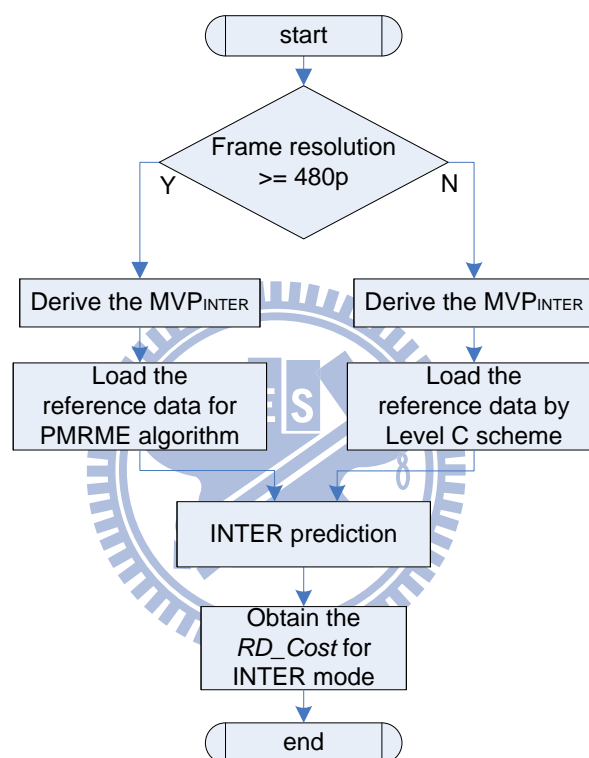 start
Frame resolution
>= 480p
Y
N
Derive the MVPINTER
Derive the MVPINTER
Load the
reference data for
PMRME algorithm
Load the
reference data by
Level C scheme
E S
INTER prediction
Obtain the
RD_Cost for
INTER mode
end